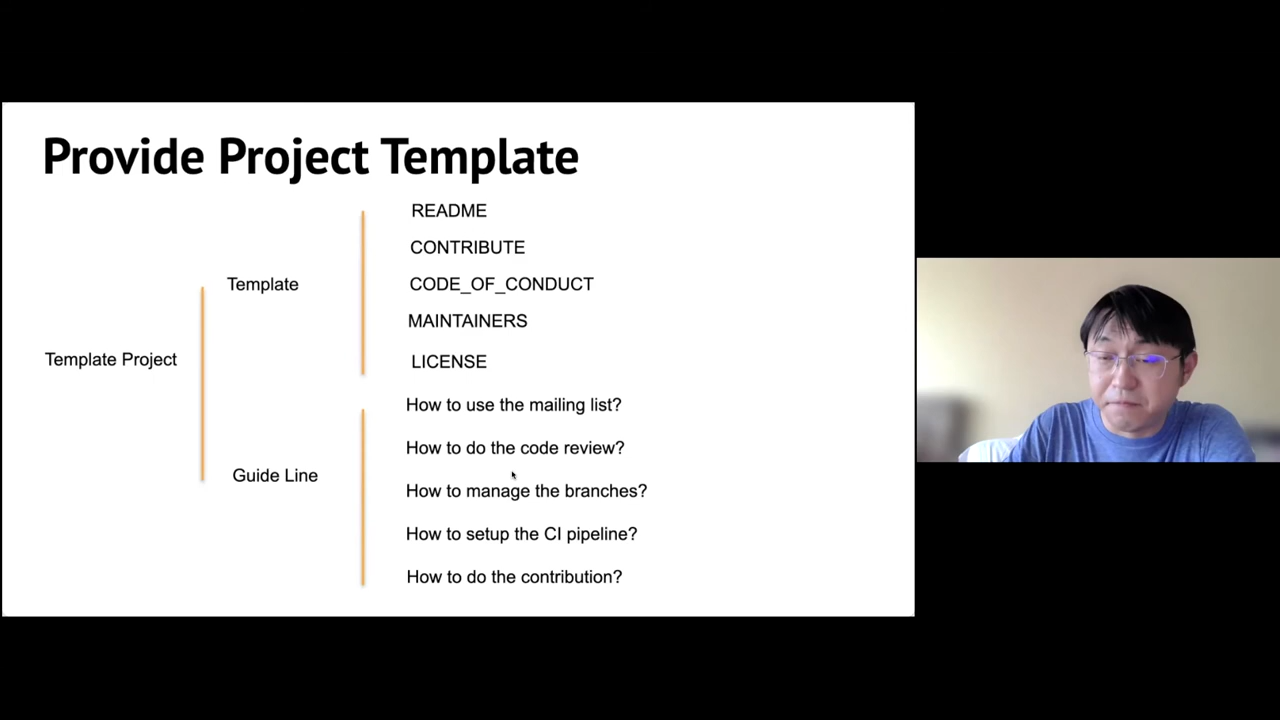 Provide Project Template
Template Project
Template
README
CONTRIBUTE
CODE_OF_CONDUCT
MAINTAINERS
LICENSE
Guide Line
How to use the mailing list?
How to do the code review?
How to manage the branches?
How to setup the CI pipeline?
How to do the contribution?